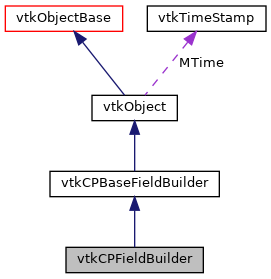 vtkObjectBase
vtkTimeStamp
MTime
vtkObject
vtkCPBaseFieldBuilder
vtkCPFieldBuilder